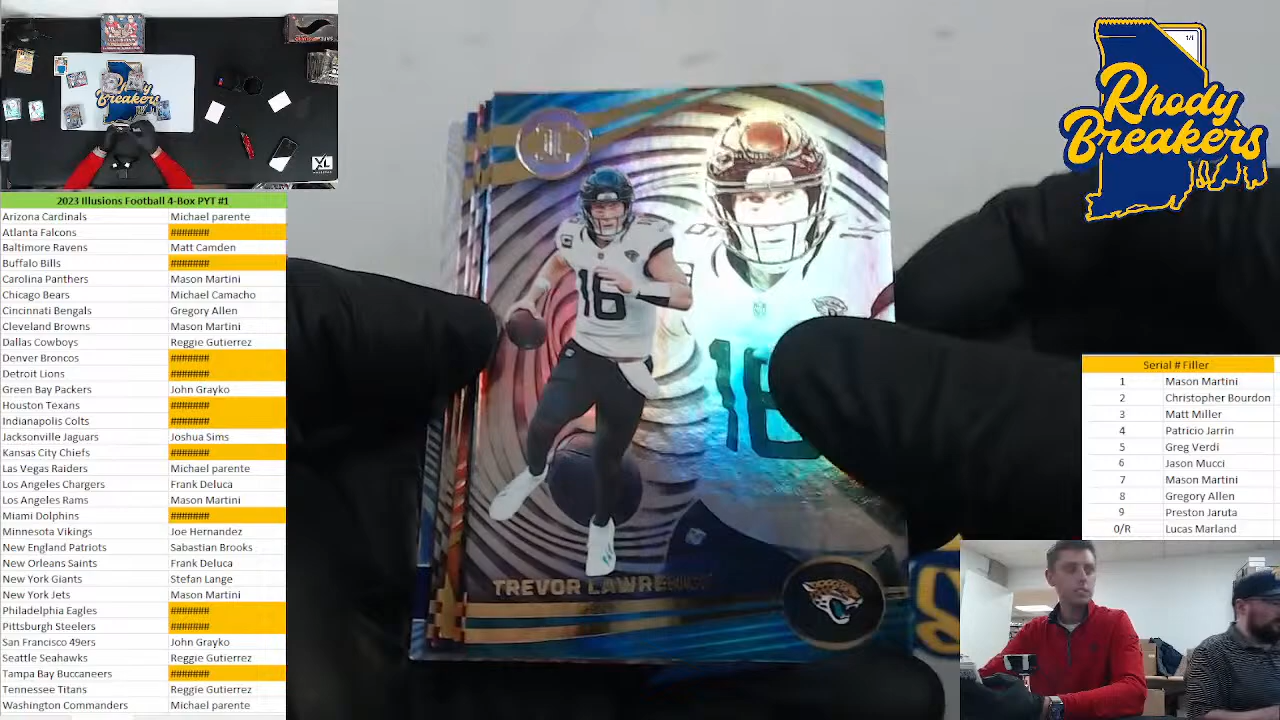 2023 Illusions Football 4-Box PYT #1
Arizona Cardinals Michael parente
Atlanta Falcons #######
Baltimore Ravens Matt Camden
Buffalo Bills #######
Carolina Panthers Mason Martini
Chicago Bears Michael Camacho
Cincinnati Bengals Gregory Allen
Cleveland Browns Mason Martini
Dallas Cowboys Reggie Gutierrez
Denver Broncos #######
Detroit Lions #######
Green Bay Packers John Grayko
Houston Texans #######
Indianapolis Colts #######
Jacksonville Jaguars Joshua Sims
Kansas City Chiefs #######
Las Vegas Raiders Michael parente
Los Angeles Chargers Frank Deluca
Los Angeles Rams Mason Martini
Miami Dolphins #######
Minnesota Vikings Joe Hernandez
New England Patriots Sabastian Brooks
New Orleans Saints Frank Deluca
New York Giants Stefan Lange
New York Jets Mason Martini
Philadelphia Eagles #######
Pittsburgh Steelers #######
San Francisco 49ers John Grayko
Seattle Seahawks Reggie Gutierrez
Tampa Bay Buccaneers #######
Tennessee Titans Reggie Gutierrez
Washington Commanders Michael parente
Rhody
Breakers
XL
16
16
TREVOR LAWRENCE
1/1
Rhody
Breakers
Serial # Filler
1 Mason Martini
2 Christopher Bourdon
3 Matt Miller
4 Patricio Jarrin
5 Greg Verdi
6 Jason Mucci
7 Mason Martini
8 Gregory Allen
9 Preston Jaruta
0/R Lucas Marland